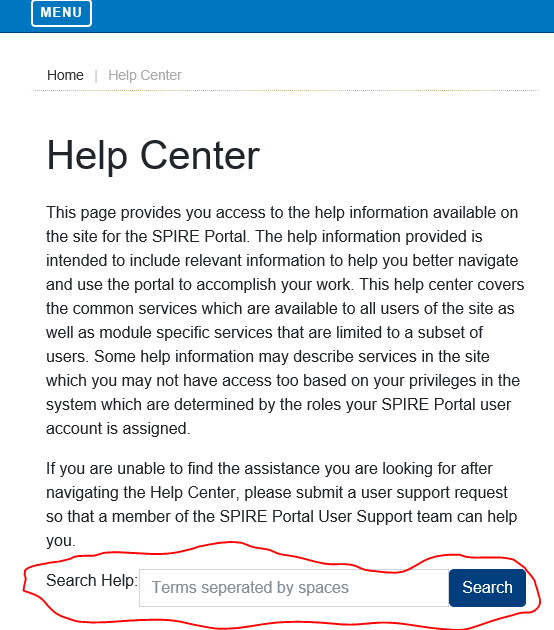 MENU
Home | Help Center
Help Center
This page provides you access to the help information available on
the site for the SPIRE Portal. The help information provided is
intended to include relevant information to help you better navigate
and use the portal to accomplish your work. This help center covers
the common services which are available to all users of the site as
well as module specific services that are limited to a subset of
users. Some help information may describe services in the site
which you may not have access too based on your privileges in the
system which are determined by the roles your SPIRE Portal user
account is assigned.
If you are unable to find the assistance you are looking for after
navigating the Help Center, please submit a user support request
so that a member of the SPIRE Portal User Support team can help
you.
Search Help: Terms seperated by spaces Search